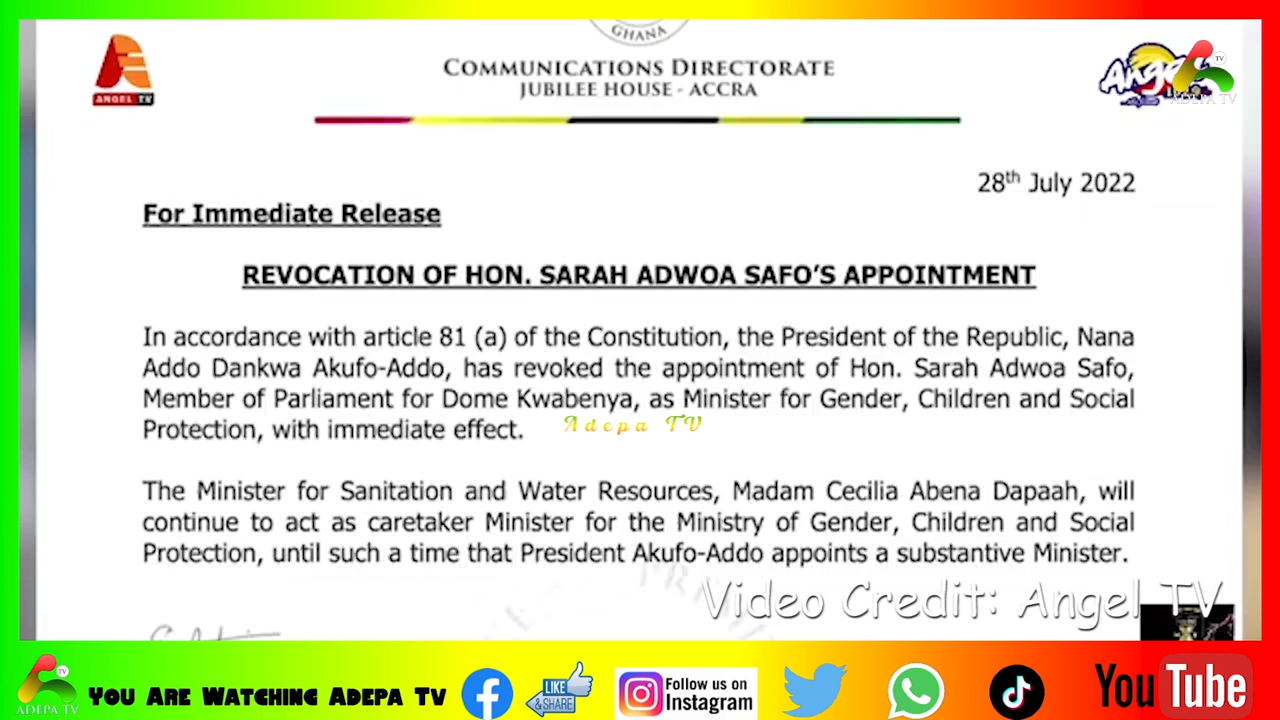 GHANA
COMMUNICATIONS DIRECTORATE
JUBILEE HOUSE - ACCRA
ANGEL TV
Angel
TV
ADEPA TV
28th July 2022
For Immediate Release
REVOCATION OF HON. SARAH ADWOA SAFO'S APPOINTMENT
In accordance with article 81 (a) of the Constitution, the President of the Republic, Nana
Addo Dankwa Akufo-Addo, has revoked the appointment of Hon. Sarah Adwoa Safo,
Member of Parliament for Dome Kwabenya, as Minister for Gender, Children and Social
Protection, with immediate effect.
Adepa TV
The Minister for Sanitation and Water Resources, Madam Cecilia Abena Dapaah, will
continue to act as caretaker Minister for the Ministry of Gender, Children and Social
Protection, until such a time that President Akufo-Addo appoints a substantive Minister.
Video Credit: Angel TV
TV
ADEPA TV
You Are Watching Adepa Tv
LIKE
& SHARE
Follow us on
Instagram
YouTube